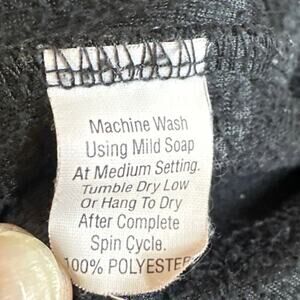 Machine Wash
Using Mild Soap
At Medium Setting.
Tumble Dry Low
Or Hang To Dry
After Complete
Spin Cycle.
100% POLYESTER